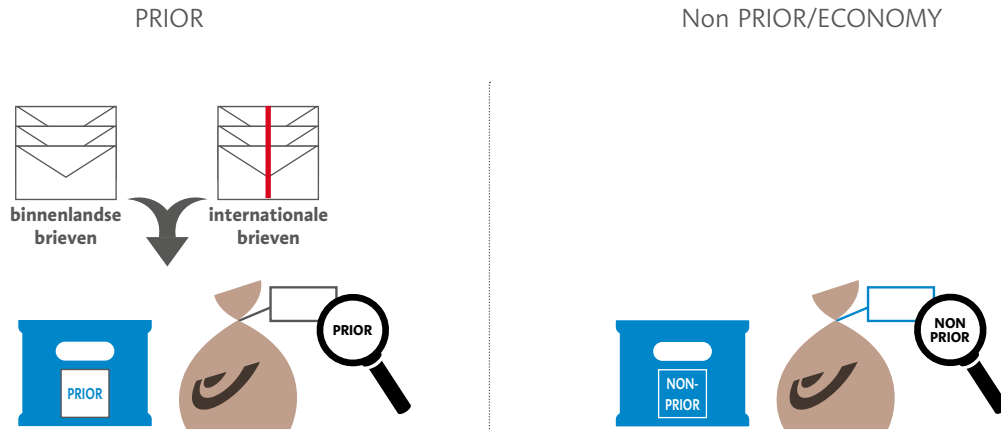 PRIOR
Non PRIOR/ECONOMY
binnenlandse
brieven
internationale
brieven
PRIOR
PRIOR
NON-
PRIOR
NON
PRIOR